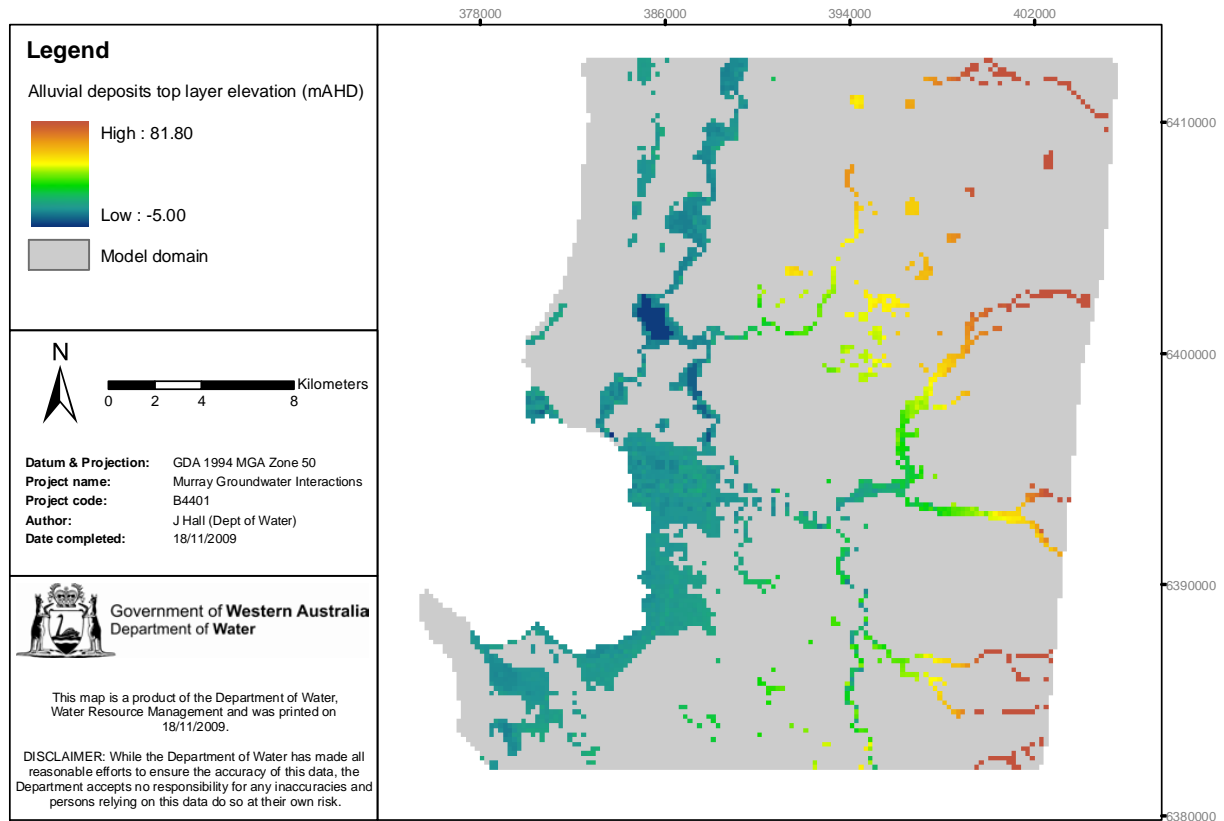 378000
386000
394000
402000
Legend
Alluvial deposits top layer elevation (mAHD)
High : 81.80
Low : -5.00
Model domain
6410000
6400000
6390000
6380000
N
Kilometers
0 2 4 8
Datum & Projection: GDA 1994 MGA Zone 50
Project name: Murray Groundwater Interactions
Project code: B4401
Author: J Hall (Dept of Water)
Date completed: 18/11/2009
Government of Western Australia
Department of Water
This map is a product of the Department of Water,
Water Resource Management and was printed on
18/11/2009.
DISCLAIMER: While the Department of Water has made all
reasonable efforts to ensure the accuracy of this data, the
Department accepts no responsibility for any inaccuracies and
persons relying on this data do so at their own risk.